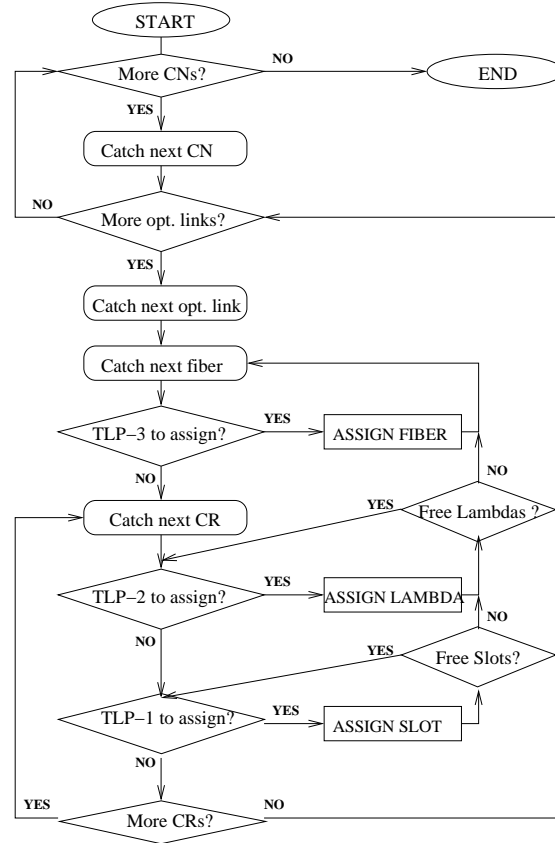 START
More CNs?
NO
END
YES
Catch next CN
NO
More opt. links?
YES
Catch next opt. link
Catch next fiber
TLP−3 to assign?
YES
ASSIGN FIBER
NO
NO
Catch next CR
YES
Free Lambdas ?
TLP−2 to assign?
YES
ASSIGN LAMBDA
NO
NO
YES
Free Slots?
TLP−1 to assign?
YES
ASSIGN SLOT
NO
YES
More CRs?
NO